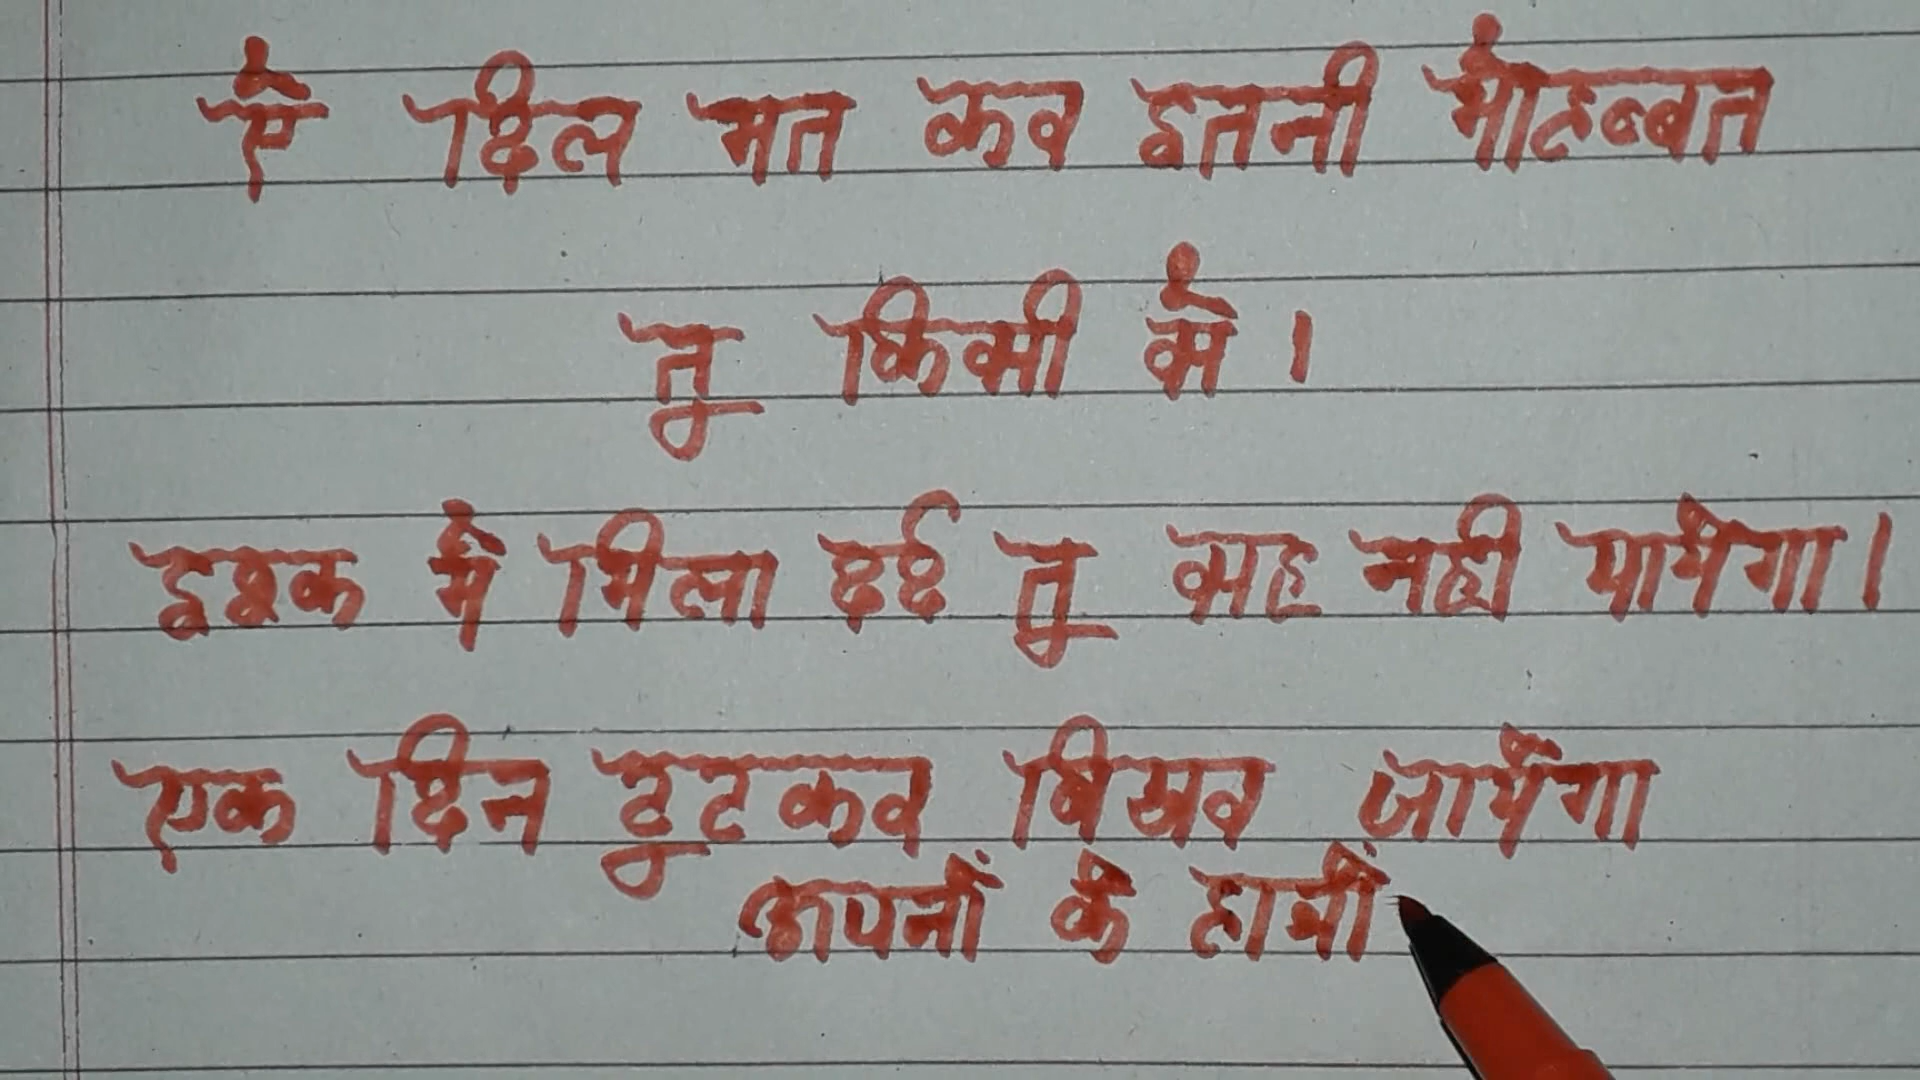 ऐ दिल मत कर इतनी मोहब्बत
तु किसी से ।
इश्क में मिला दर्द तु सह नही पायेगा ।
एक दिन टुटकर बिखर जायेगा
अपनों के हाथों